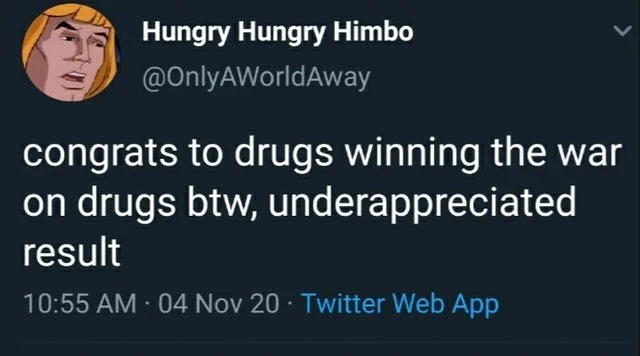 Hungry Hungry Himbo
@OnlyAWorldAway
congrats to drugs winning the war
on drugs btw, underappreciated
result
10:55 AM · 04 Nov 20 · Twitter Web App